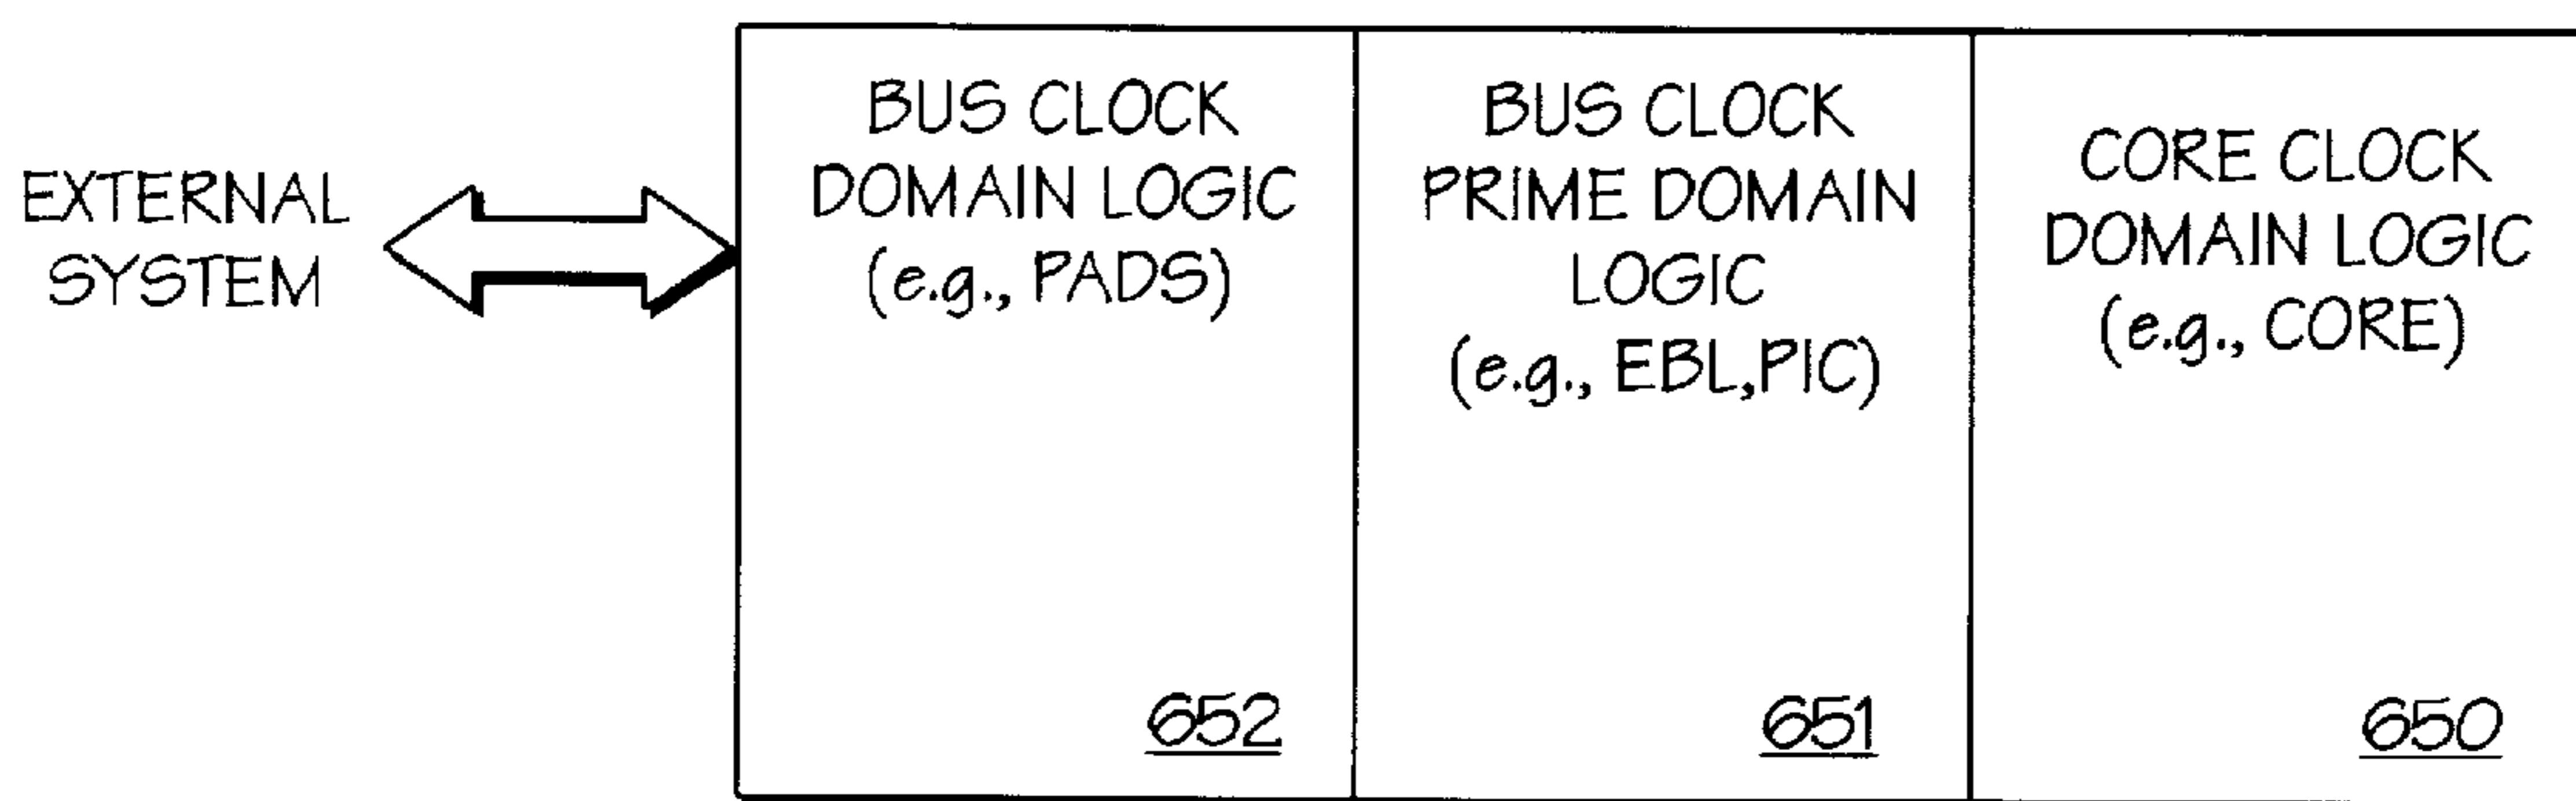 EXTERNAL
SYSTEM
BUS CLOCK
DOMAIN LOGIC
(e.g., PADS)
652
BUS CLOCK
PRIME DOMAIN
LOGIC
(e.g., EBL,PIC)
651
CORE CLOCK
DOMAIN LOGIC
(e.g., CORE)
650